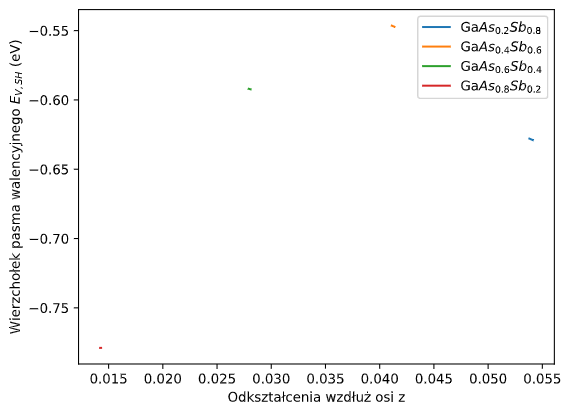 GaAs₀.₂Sb₀.₈
GaAs₀.₄Sb₀.₆
GaAs₀.₆Sb₀.₄
GaAs₀.₈Sb₀.₂
Wierzchołek pasma walencyjnego E_{V,SH} (eV)
−0.55
−0.60
−0.65
−0.70
−0.75
0.015 0.020 0.025 0.030 0.035 0.040 0.045 0.050 0.055
Odkształcenia wzdłuż osi z